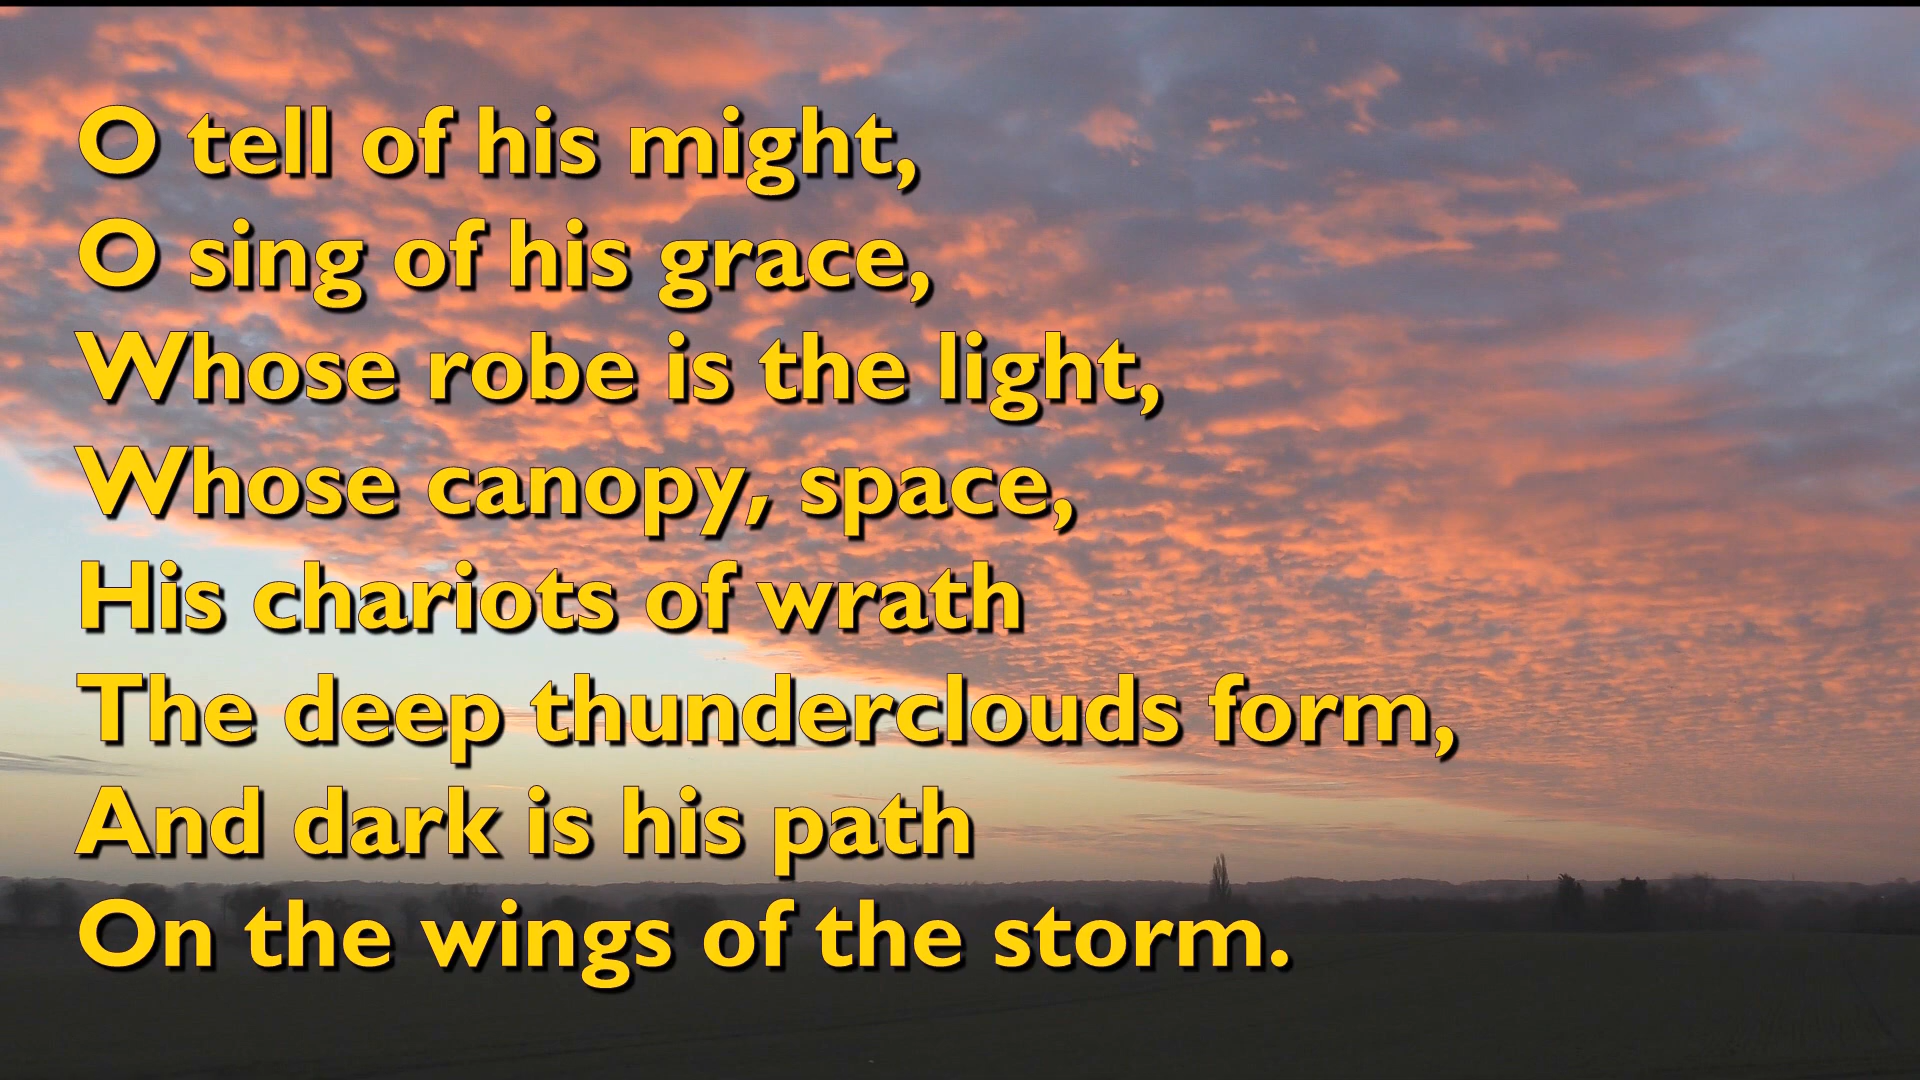 O tell of his might,
O sing of his grace,
Whose robe is the light,
Whose canopy, space,
His chariots of wrath
The deep thunderclouds form,
And dark is his path
On the wings of the storm.